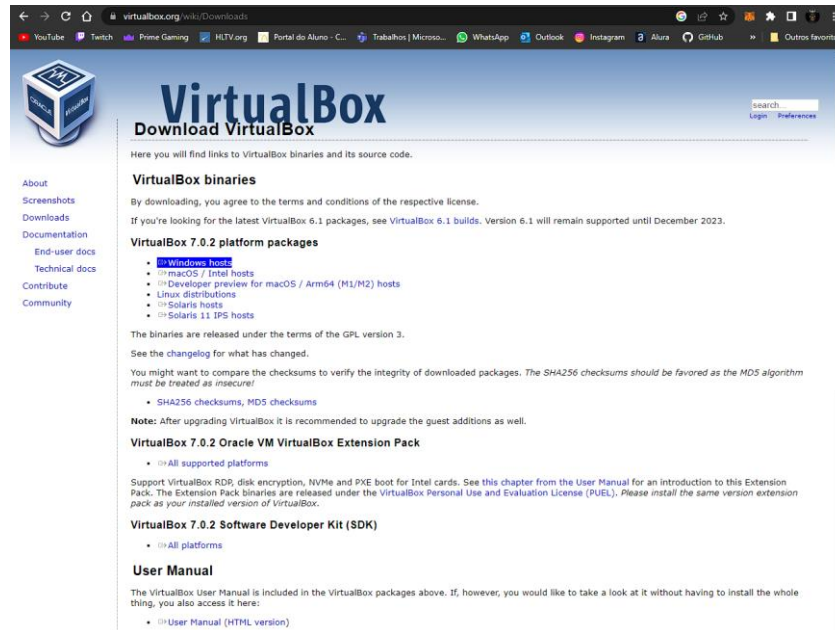 virtualbox.org/wiki/Downloads
YouTube Twitch Prime Gaming HLTV.org Portal do Aluno - C... Trabalhos | Microso... WhatsApp Outlook Instagram Alura GitHub » Outros favorit
ORACLE
VirtualBox
VirtualBox
search...
Login Preferences
Download VirtualBox
Here you will find links to VirtualBox binaries and its source code.
About
Screenshots
Downloads
Documentation
End-user docs
Technical docs
Contribute
Community
VirtualBox binaries
By downloading, you agree to the terms and conditions of the respective license.
If you're looking for the latest VirtualBox 6.1 packages, see VirtualBox 6.1 builds. Version 6.1 will remain supported until December 2023.
VirtualBox 7.0.2 platform packages
• Windows hosts
• macOS / Intel hosts
• Developer preview for macOS / Arm64 (M1/M2) hosts
• Linux distributions
• Solaris hosts
• Solaris 11 IPS hosts
The binaries are released under the terms of the GPL version 3.
See the changelog for what has changed.
You might want to compare the checksums to verify the integrity of downloaded packages. The SHA256 checksums should be favored as the MD5 algorithm
must be treated as insecure!
• SHA256 checksums, MD5 checksums
Note: After upgrading VirtualBox it is recommended to upgrade the guest additions as well.
VirtualBox 7.0.2 Oracle VM VirtualBox Extension Pack
• All supported platforms
Support VirtualBox RDP, disk encryption, NVMe and PXE boot for Intel cards. See this chapter from the User Manual for an introduction to this Extension
Pack. The Extension Pack binaries are released under the VirtualBox Personal Use and Evaluation License (PUEL). Please install the same version extension
pack as your installed version of VirtualBox.
VirtualBox 7.0.2 Software Developer Kit (SDK)
• All platforms
User Manual
The VirtualBox User Manual is included in the VirtualBox packages above. If, however, you would like to take a look at it without having to install the whole
thing, you also access it here:
• User Manual (HTML version)